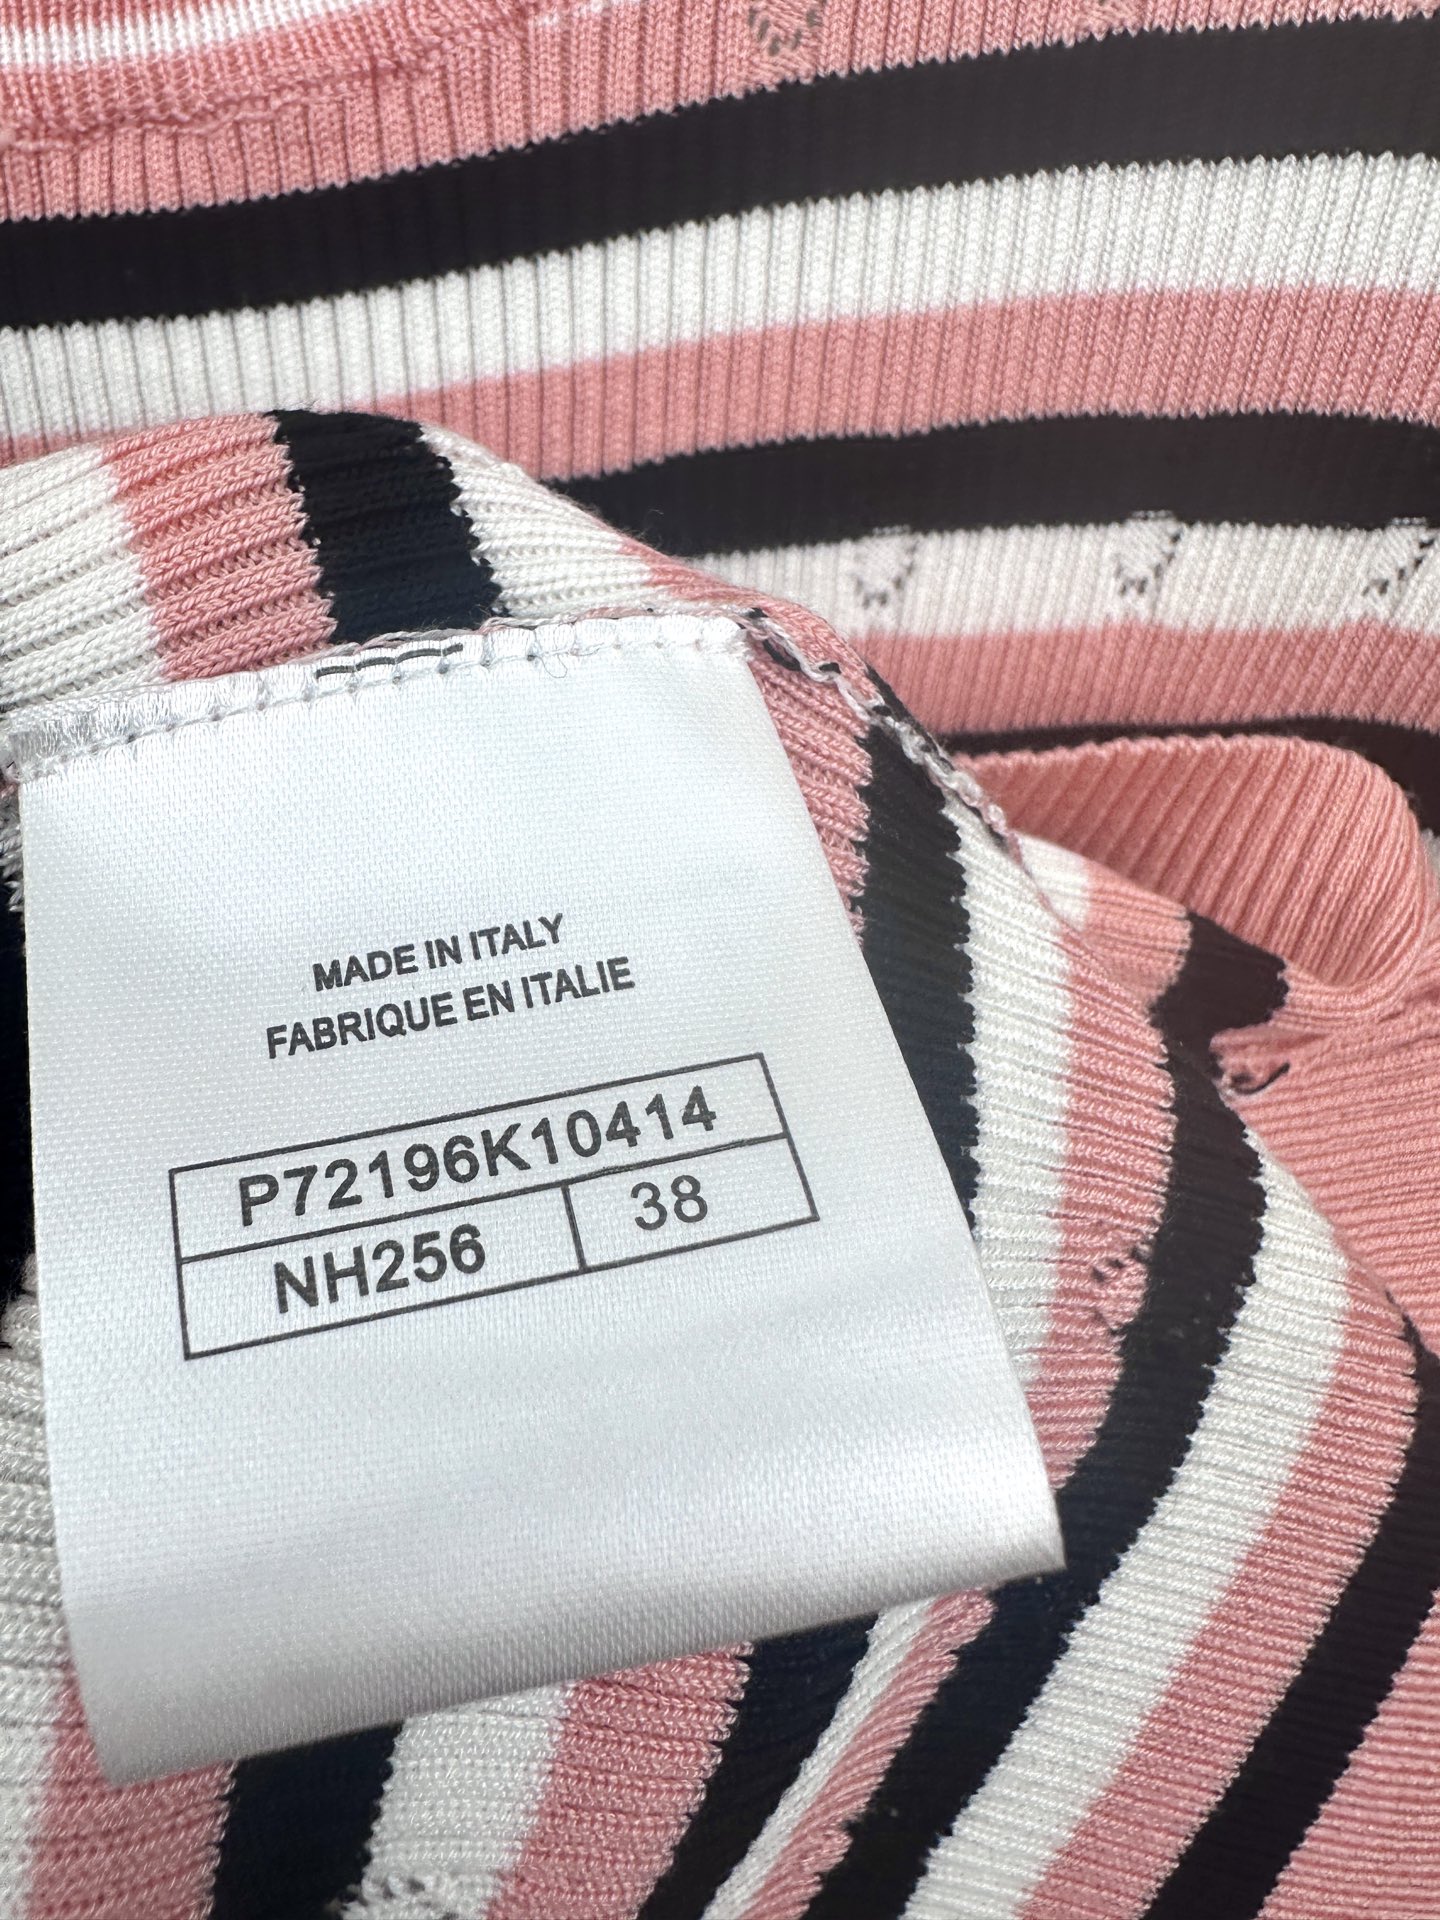 MADE IN ITALY
FABRIQUE EN ITALIE
P72196K10414
NH256 38